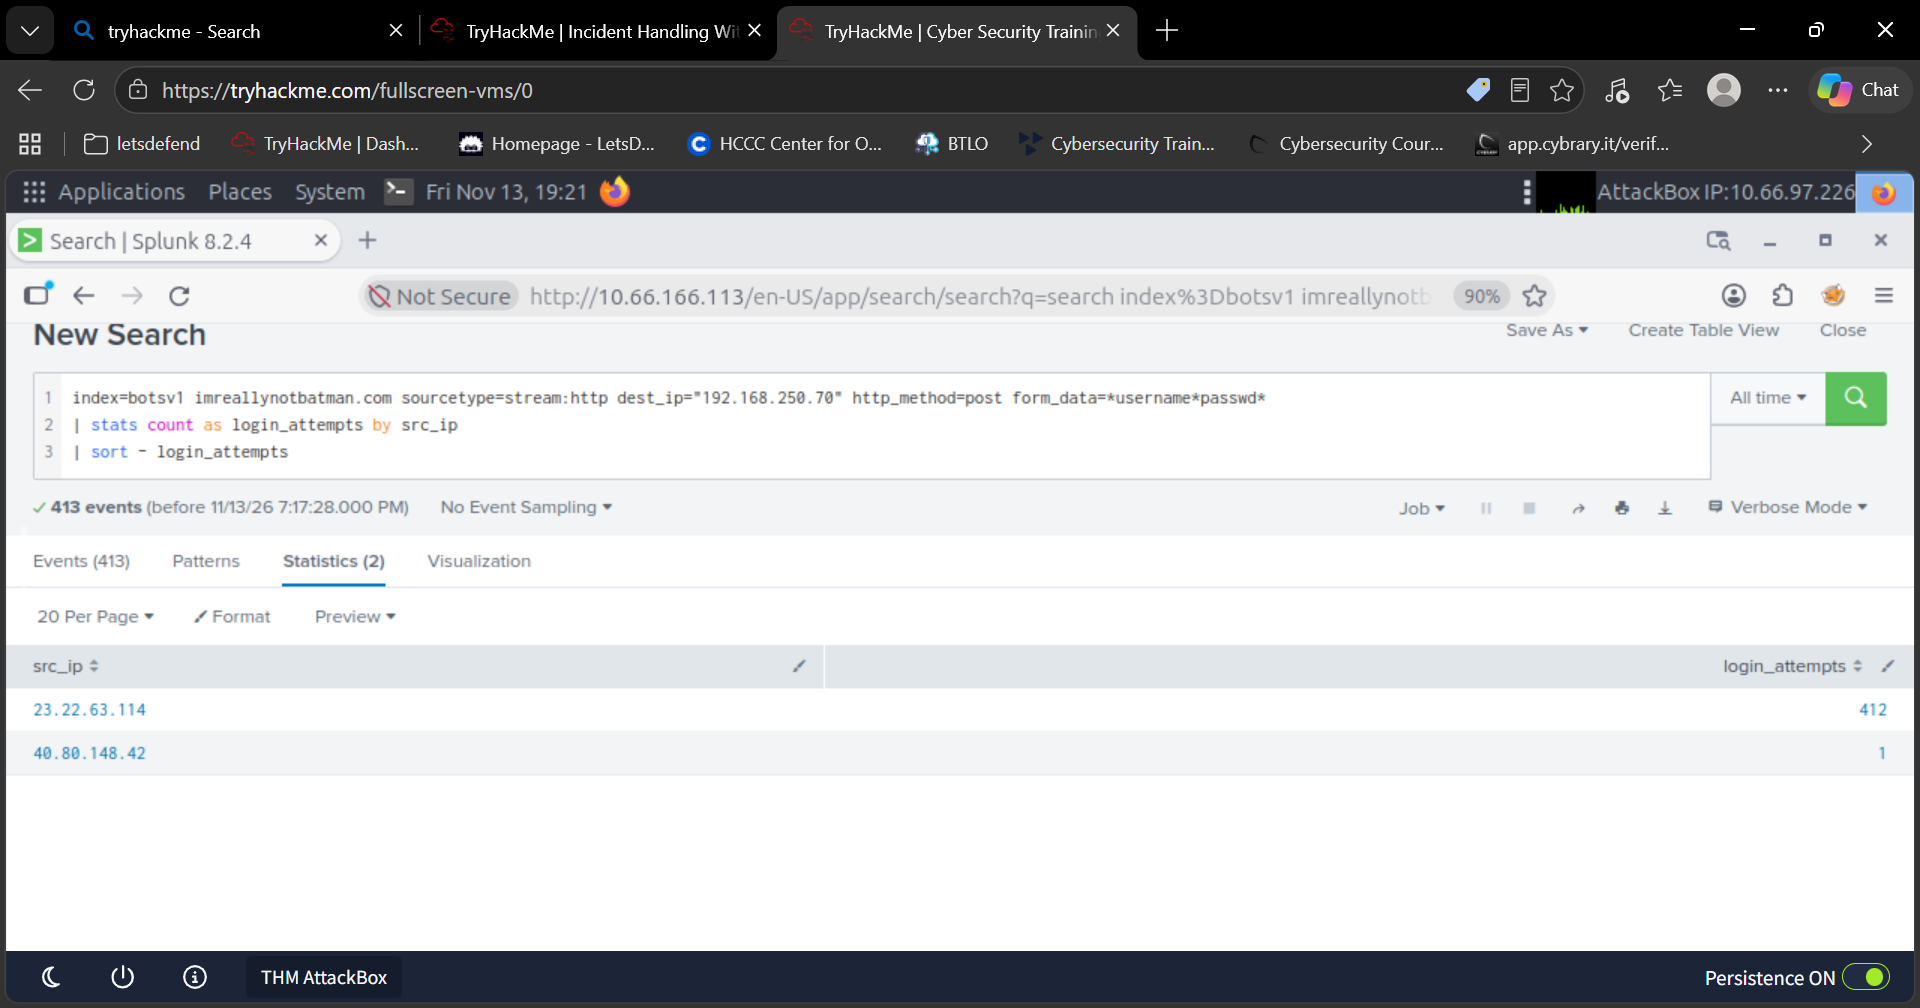 tryhackme - Search
TryHackMe | Incident Handling Wit
TryHackMe | Cyber Security Trainin
https://tryhackme.com/fullscreen-vms/0
Chat
letsdefend
TryHackMe | Dash...
Homepage - LetsD...
HCCC Center for O...
BTLO
Cybersecurity Train...
Cybersecurity Cour...
app.cybrary.it/verif...
Applications Places System Fri Nov 13, 19:21
AttackBox IP:10.66.97.226
Search | Splunk 8.2.4
Not Secure http://10.66.166.113/en-US/app/search/search?q=search index%3Dbotsv1 imreallynotb 90%
New Search
Save As Create Table View Close
1 index=botsv1 imreallynotbatman.com sourcetype=stream:http dest_ip="192.168.250.70" http_method=post form_data=*username*passwd*
2 | stats count as login_attempts by src_ip
3 | sort - login_attempts
All time
✓ 413 events (before 11/13/26 7:17:28.000 PM) No Event Sampling
Job Verbose Mode
Events (413) Patterns Statistics (2) Visualization
20 Per Page Format Preview
src_ip login_attempts
23.22.63.114 412
40.80.148.42 1
THM AttackBox
Persistence ON